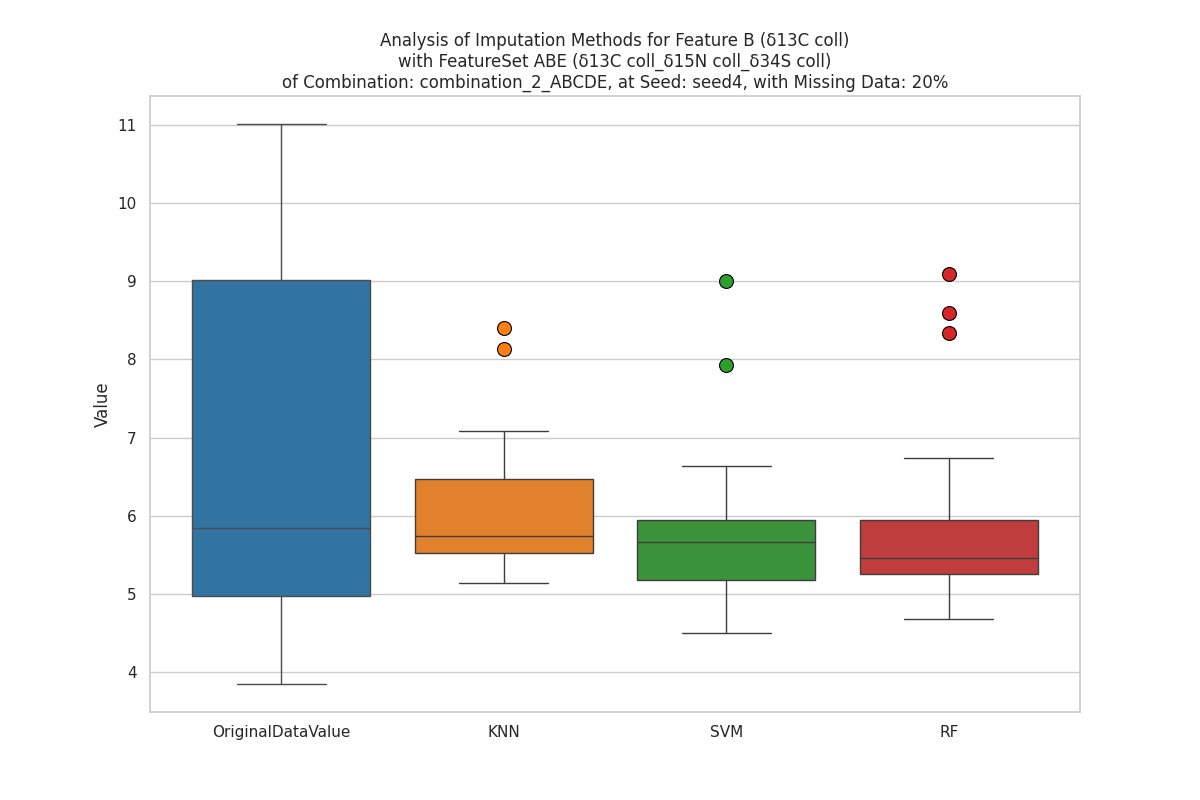 Analysis of Imputation Methods for Feature B (δ13C coll)
with FeatureSet ABE (δ13C coll_δ15N coll_δ34S coll)
of Combination: combination_2_ABCDE, at Seed: seed4, with Missing Data: 20%
11
10
9
8
7
6
5
4
Value
OriginalDataValue
KNN
SVM
RF